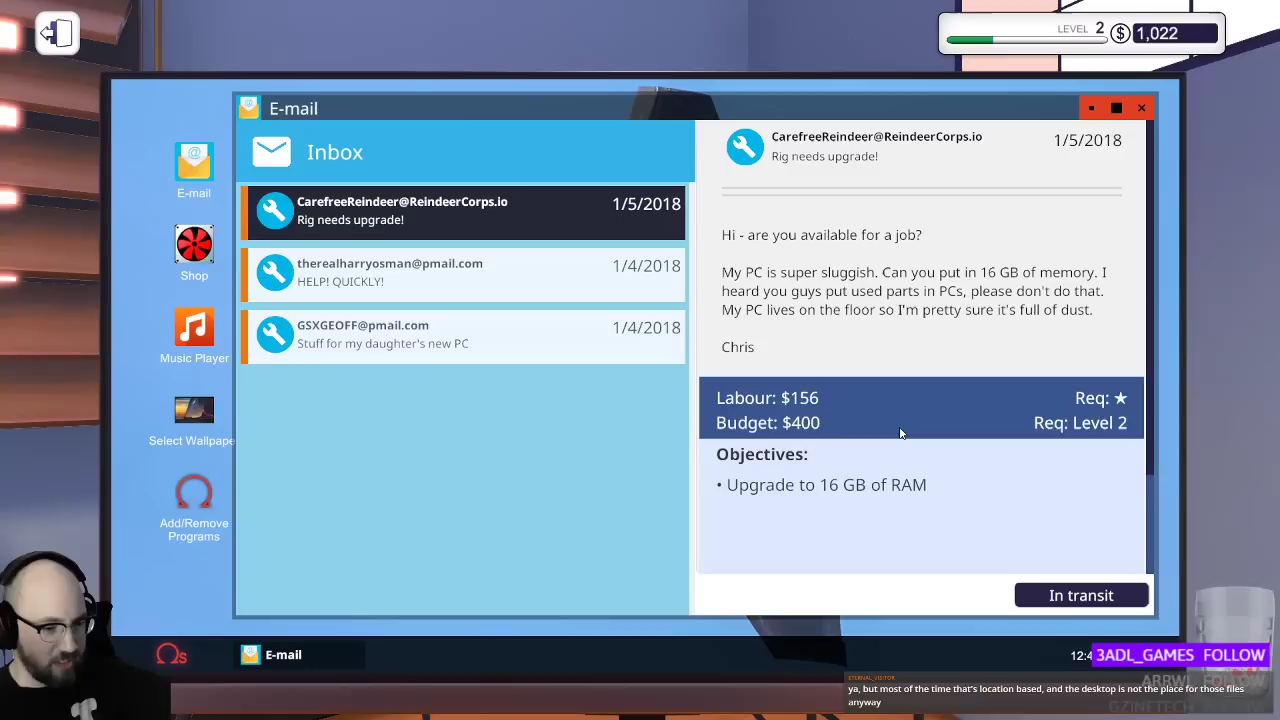 LEVEL 2 $ 1,022
E-mail
Inbox
CarefreeReindeer@ReindeerCorps.io 1/5/2018
Rig needs upgrade!
therealharryosman@pmail.com 1/4/2018
HELP! QUICKLY!
GSXGEOFF@pmail.com 1/4/2018
Stuff for my daughter's new PC
CarefreeReindeer@ReindeerCorps.io 1/5/2018
Rig needs upgrade!
Hi - are you available for a job?
My PC is super sluggish. Can you put in 16 GB of memory. I
heard you guys put used parts in PCs, please don't do that.
My PC lives on the floor so I'm pretty sure it's full of dust.
Chris
Labour: $156 Req: ★
Budget: $400 Req: Level 2
Objectives:
• Upgrade to 16 GB of RAM
In transit
E-mail
Shop
Music Player
Select Wallpape
Add/Remove
Programs
E-mail
12:4
3ADL_GAMES FOLLOW
ARRWL FOLLOW
ETERNAL_VISITOR
ya, but most of the time that's location based, and the desktop is not the place for those files
anyway